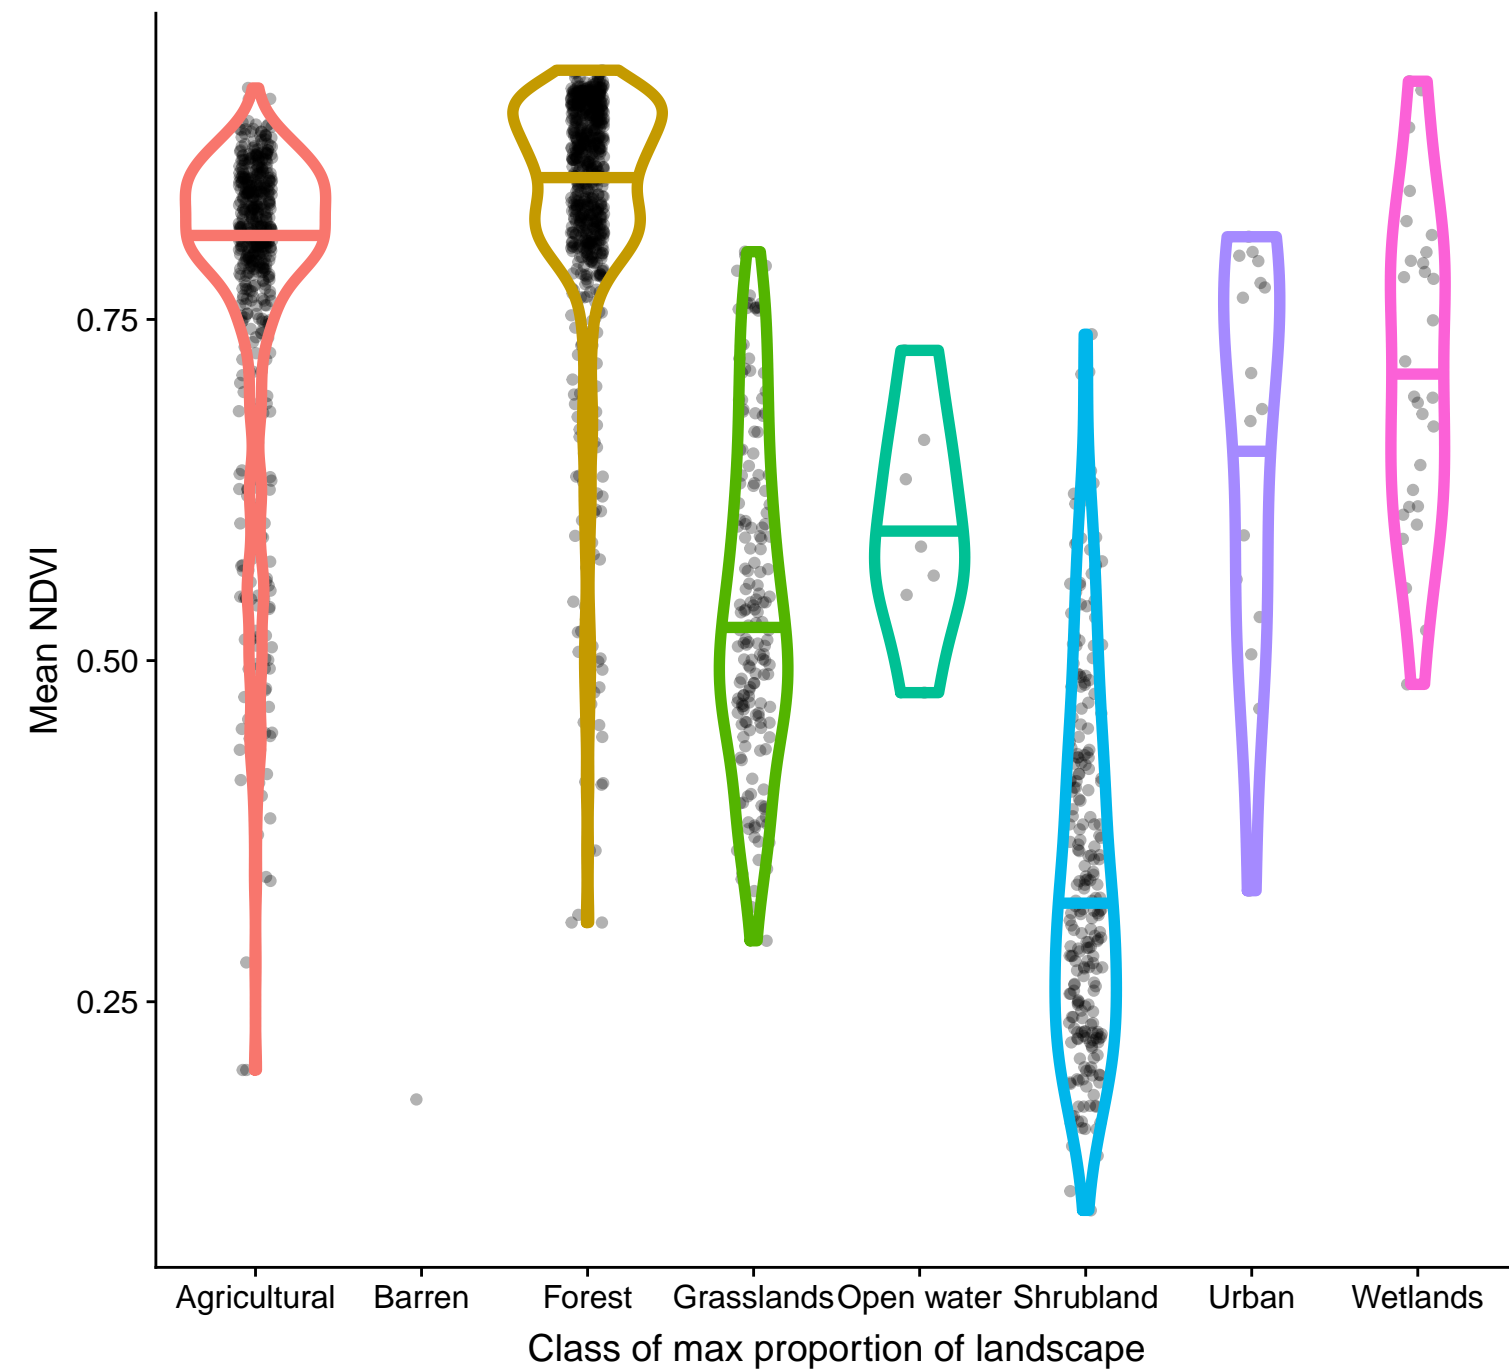 Mean NDVI
0.75
0.50
0.25
Agricultural Barren Forest Grasslands Open water Shrubland Urban Wetlands
Class of max proportion of landscape